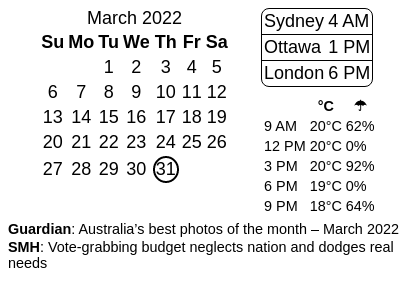 March 2022
Su Mo Tu We Th Fr Sa
1 2 3 4 5
6 7 8 9 10 11 12
13 14 15 16 17 18 19
20 21 22 23 24 25 26
27 28 29 30 31
Sydney 4 AM
Ottawa 1 PM
London 6 PM
°C ☂
9 AM 20°C 62%
12 PM 20°C 0%
3 PM 20°C 92%
6 PM 19°C 0%
9 PM 18°C 64%
Guardian: Australia’s best photos of the month – March 2022
SMH: Vote-grabbing budget neglects nation and dodges real
needs